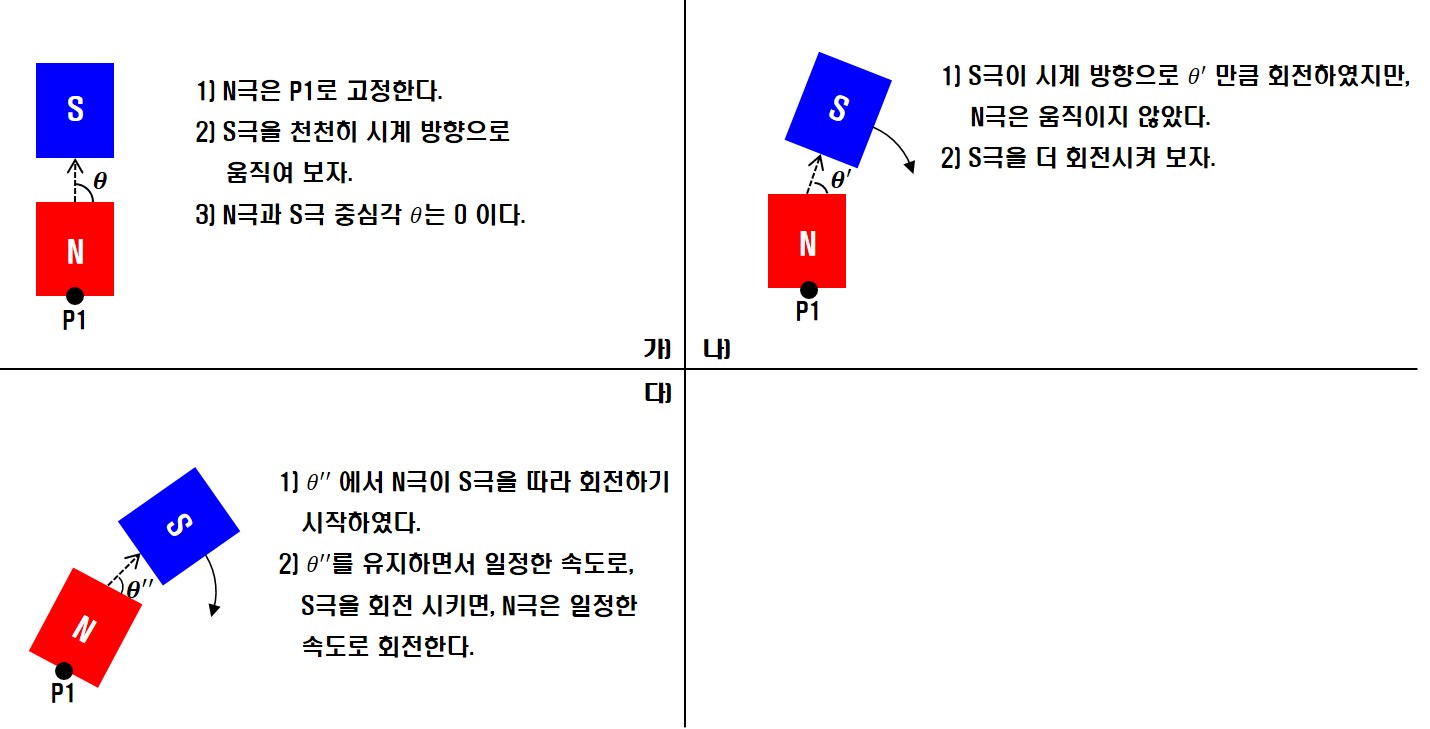 S
θ
N
P1
1) N극은 P1로 고정한다.
2) S극을 천천히 시계 방향으로
움직여 보자.
3) N극과 S극 중심각 θ는 0 이다.
가)
S
θ′
N
P1
1) S극이 시계 방향으로 θ′ 만큼 회전하였지만,
N극은 움직이지 않았다.
2) S극을 더 회전시켜 보자.
나)
다)
S
θ′′
N
P1
1) θ′′ 에서 N극이 S극을 따라 회전하기
시작하였다.
2) θ′′를 유지하면서 일정한 속도로,
S극을 회전 시키면, N극은 일정한
속도로 회전한다.